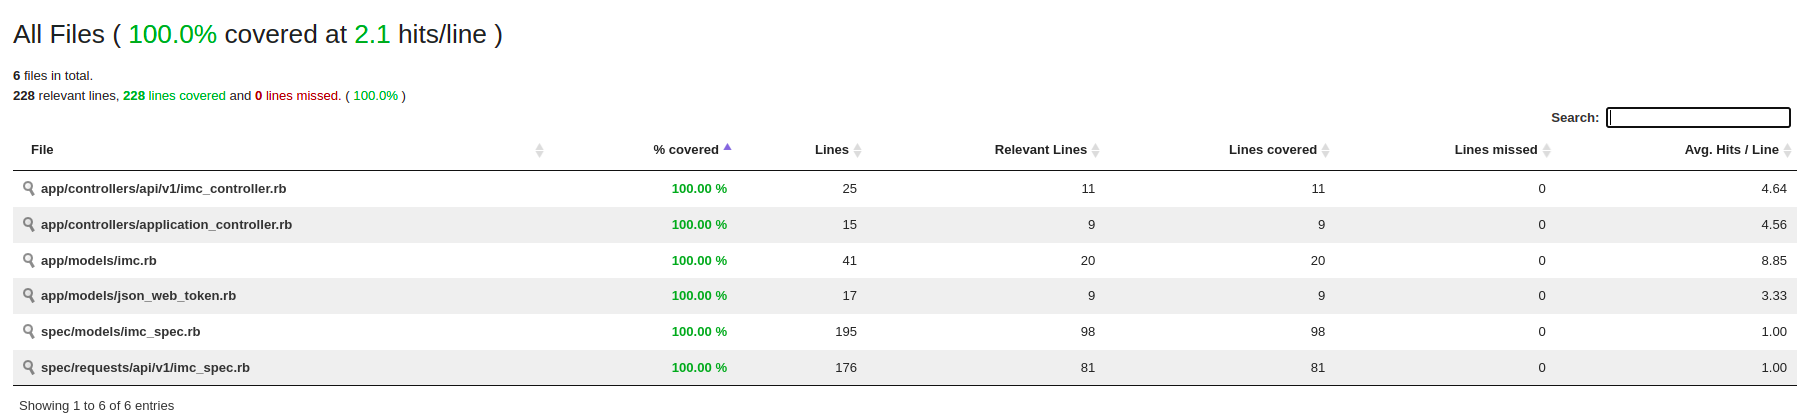 All Files ( 100.0% covered at 2.1 hits/line )
6 files in total.
228 relevant lines, 228 lines covered and 0 lines missed. ( 100.0% )
Search:
File % covered Lines Relevant Lines Lines covered Lines missed Avg. Hits / Line
app/controllers/api/v1/imc_controller.rb 100.00 % 25 11 11 0 4.64
app/controllers/application_controller.rb 100.00 % 15 9 9 0 4.56
app/models/imc.rb 100.00 % 41 20 20 0 8.85
app/models/json_web_token.rb 100.00 % 17 9 9 0 3.33
spec/models/imc_spec.rb 100.00 % 195 98 98 0 1.00
spec/requests/api/v1/imc_spec.rb 100.00 % 176 81 81 0 1.00
Showing 1 to 6 of 6 entries